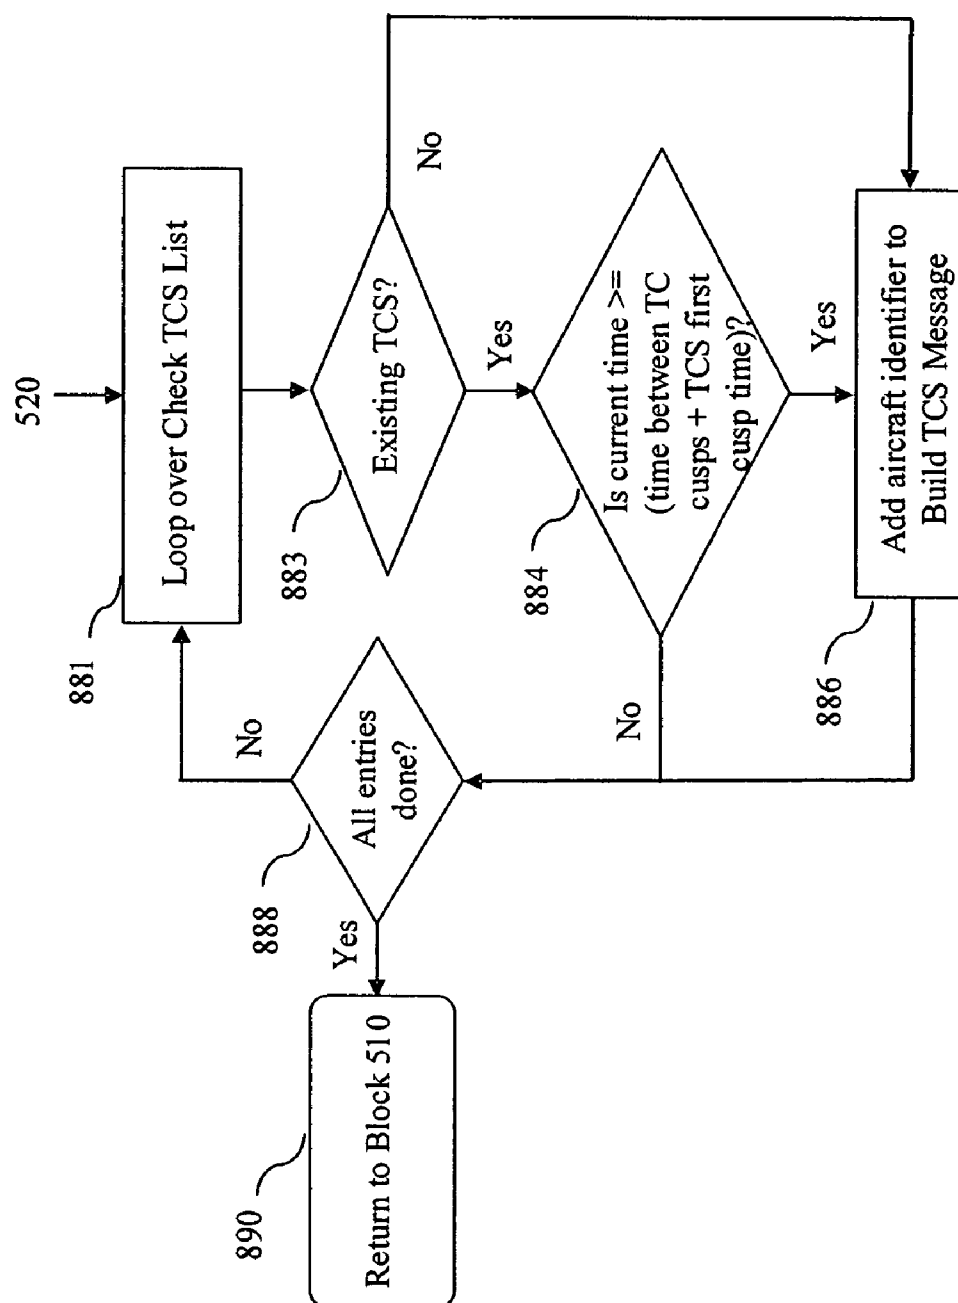 520
881
Loop over Check TCS List
883
Existing TCS?
No
Yes
884
Is current time >=
(time between TC
cusps + TCS first
cusp time)?
No
Yes
886
Add aircraft identifier to
Build TCS Message
888
All entries
done?
No
Yes
890
Return to Block 510